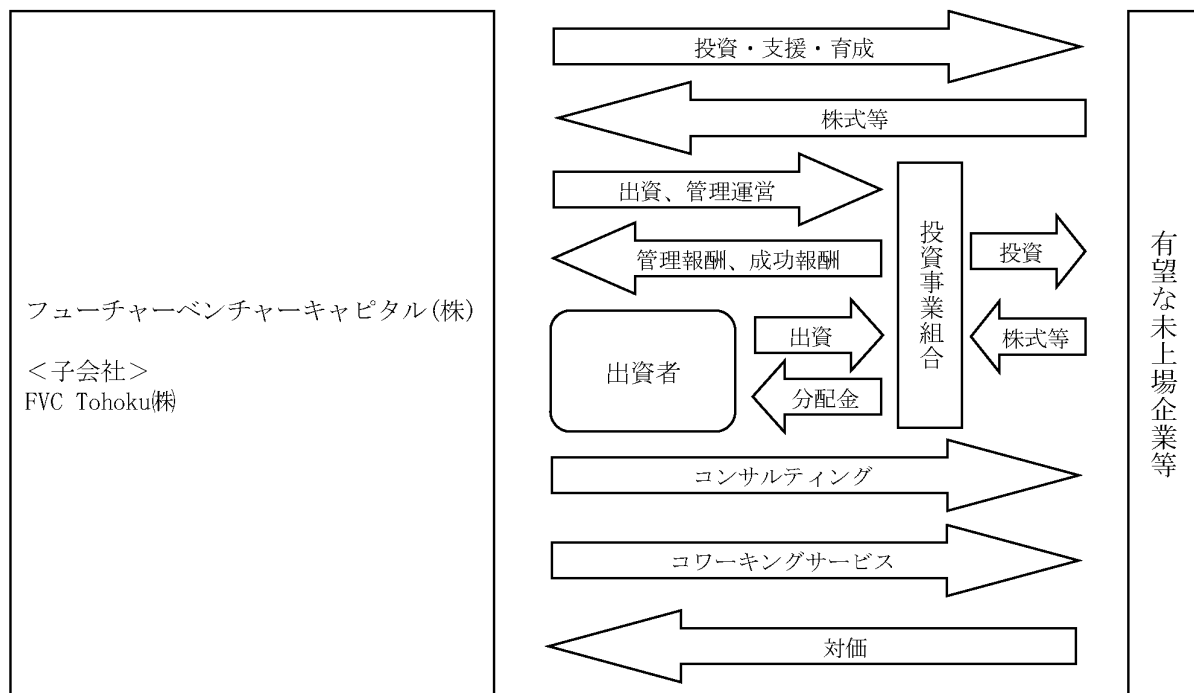 フューチャーベンチャーキャピタル(株)
＜子会社＞
FVC Tohoku㈱
投資・支援・育成
株式等
出資、管理運営
管理報酬、成功報酬
出資者
出資
分配金
投資事業組合
投資
株式等
コンサルティング
コワーキングサービス
対価
有望な未上場企業等